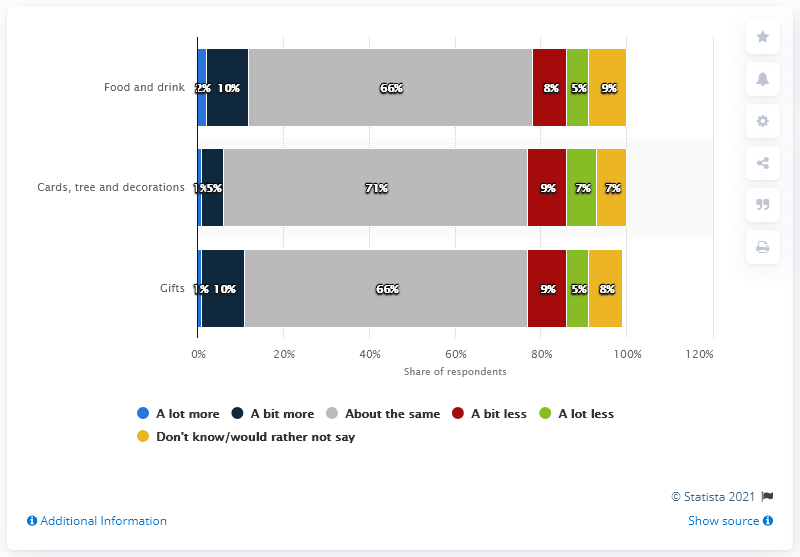 Food and drink 2% 10% 66% 8% 5% 9%
Cards, tree and decorations 1% 5% 71% 9% 7% 7%
Gifts 1% 10% 66% 9% 5% 8%
0% 20% 40% 60% 80% 100% 120%
Share of respondents
A lot more A bit more About the same A bit less A lot less
Don't know/would rather not say
© Statista 2021
Additional Information Show source